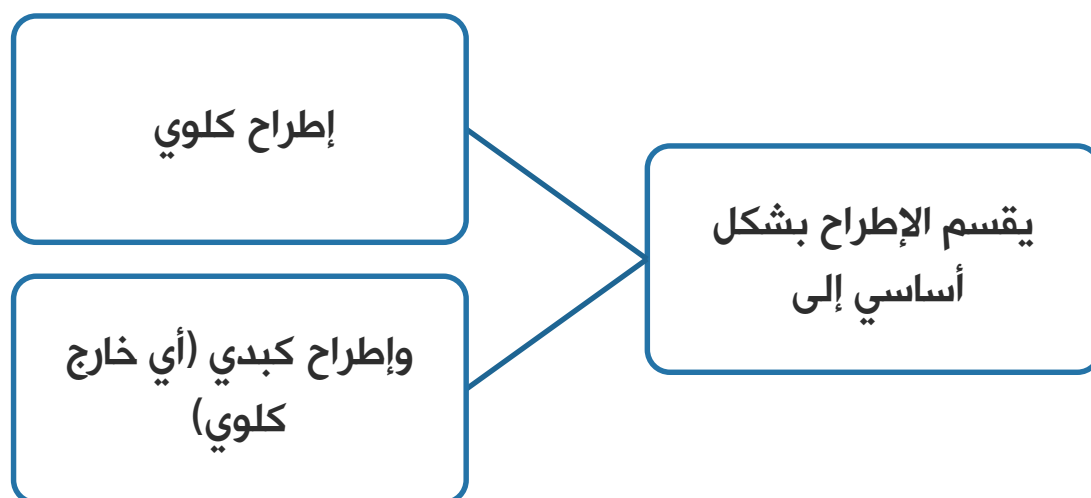 يقسم الإطراح بشكل
أساسي إلى
إطراح كلوي
وإطراح كبدي (أي خارج
كلوي)